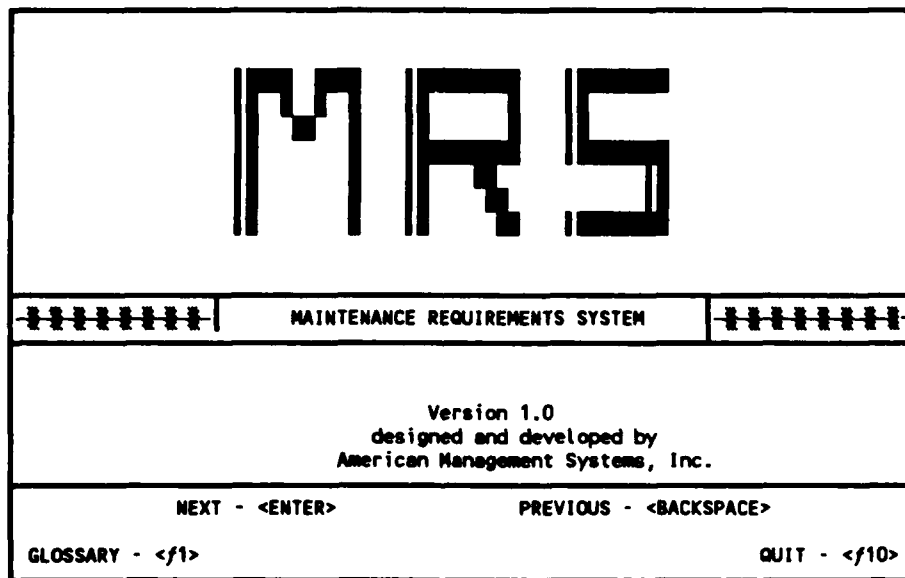 MRS
MAINTENANCE REQUIREMENTS SYSTEM
Version 1.0
designed and developed by
American Management Systems, Inc.
NEXT - <ENTER> PREVIOUS - <BACKSPACE>
GLOSSARY - <f1> QUIT - <f10>